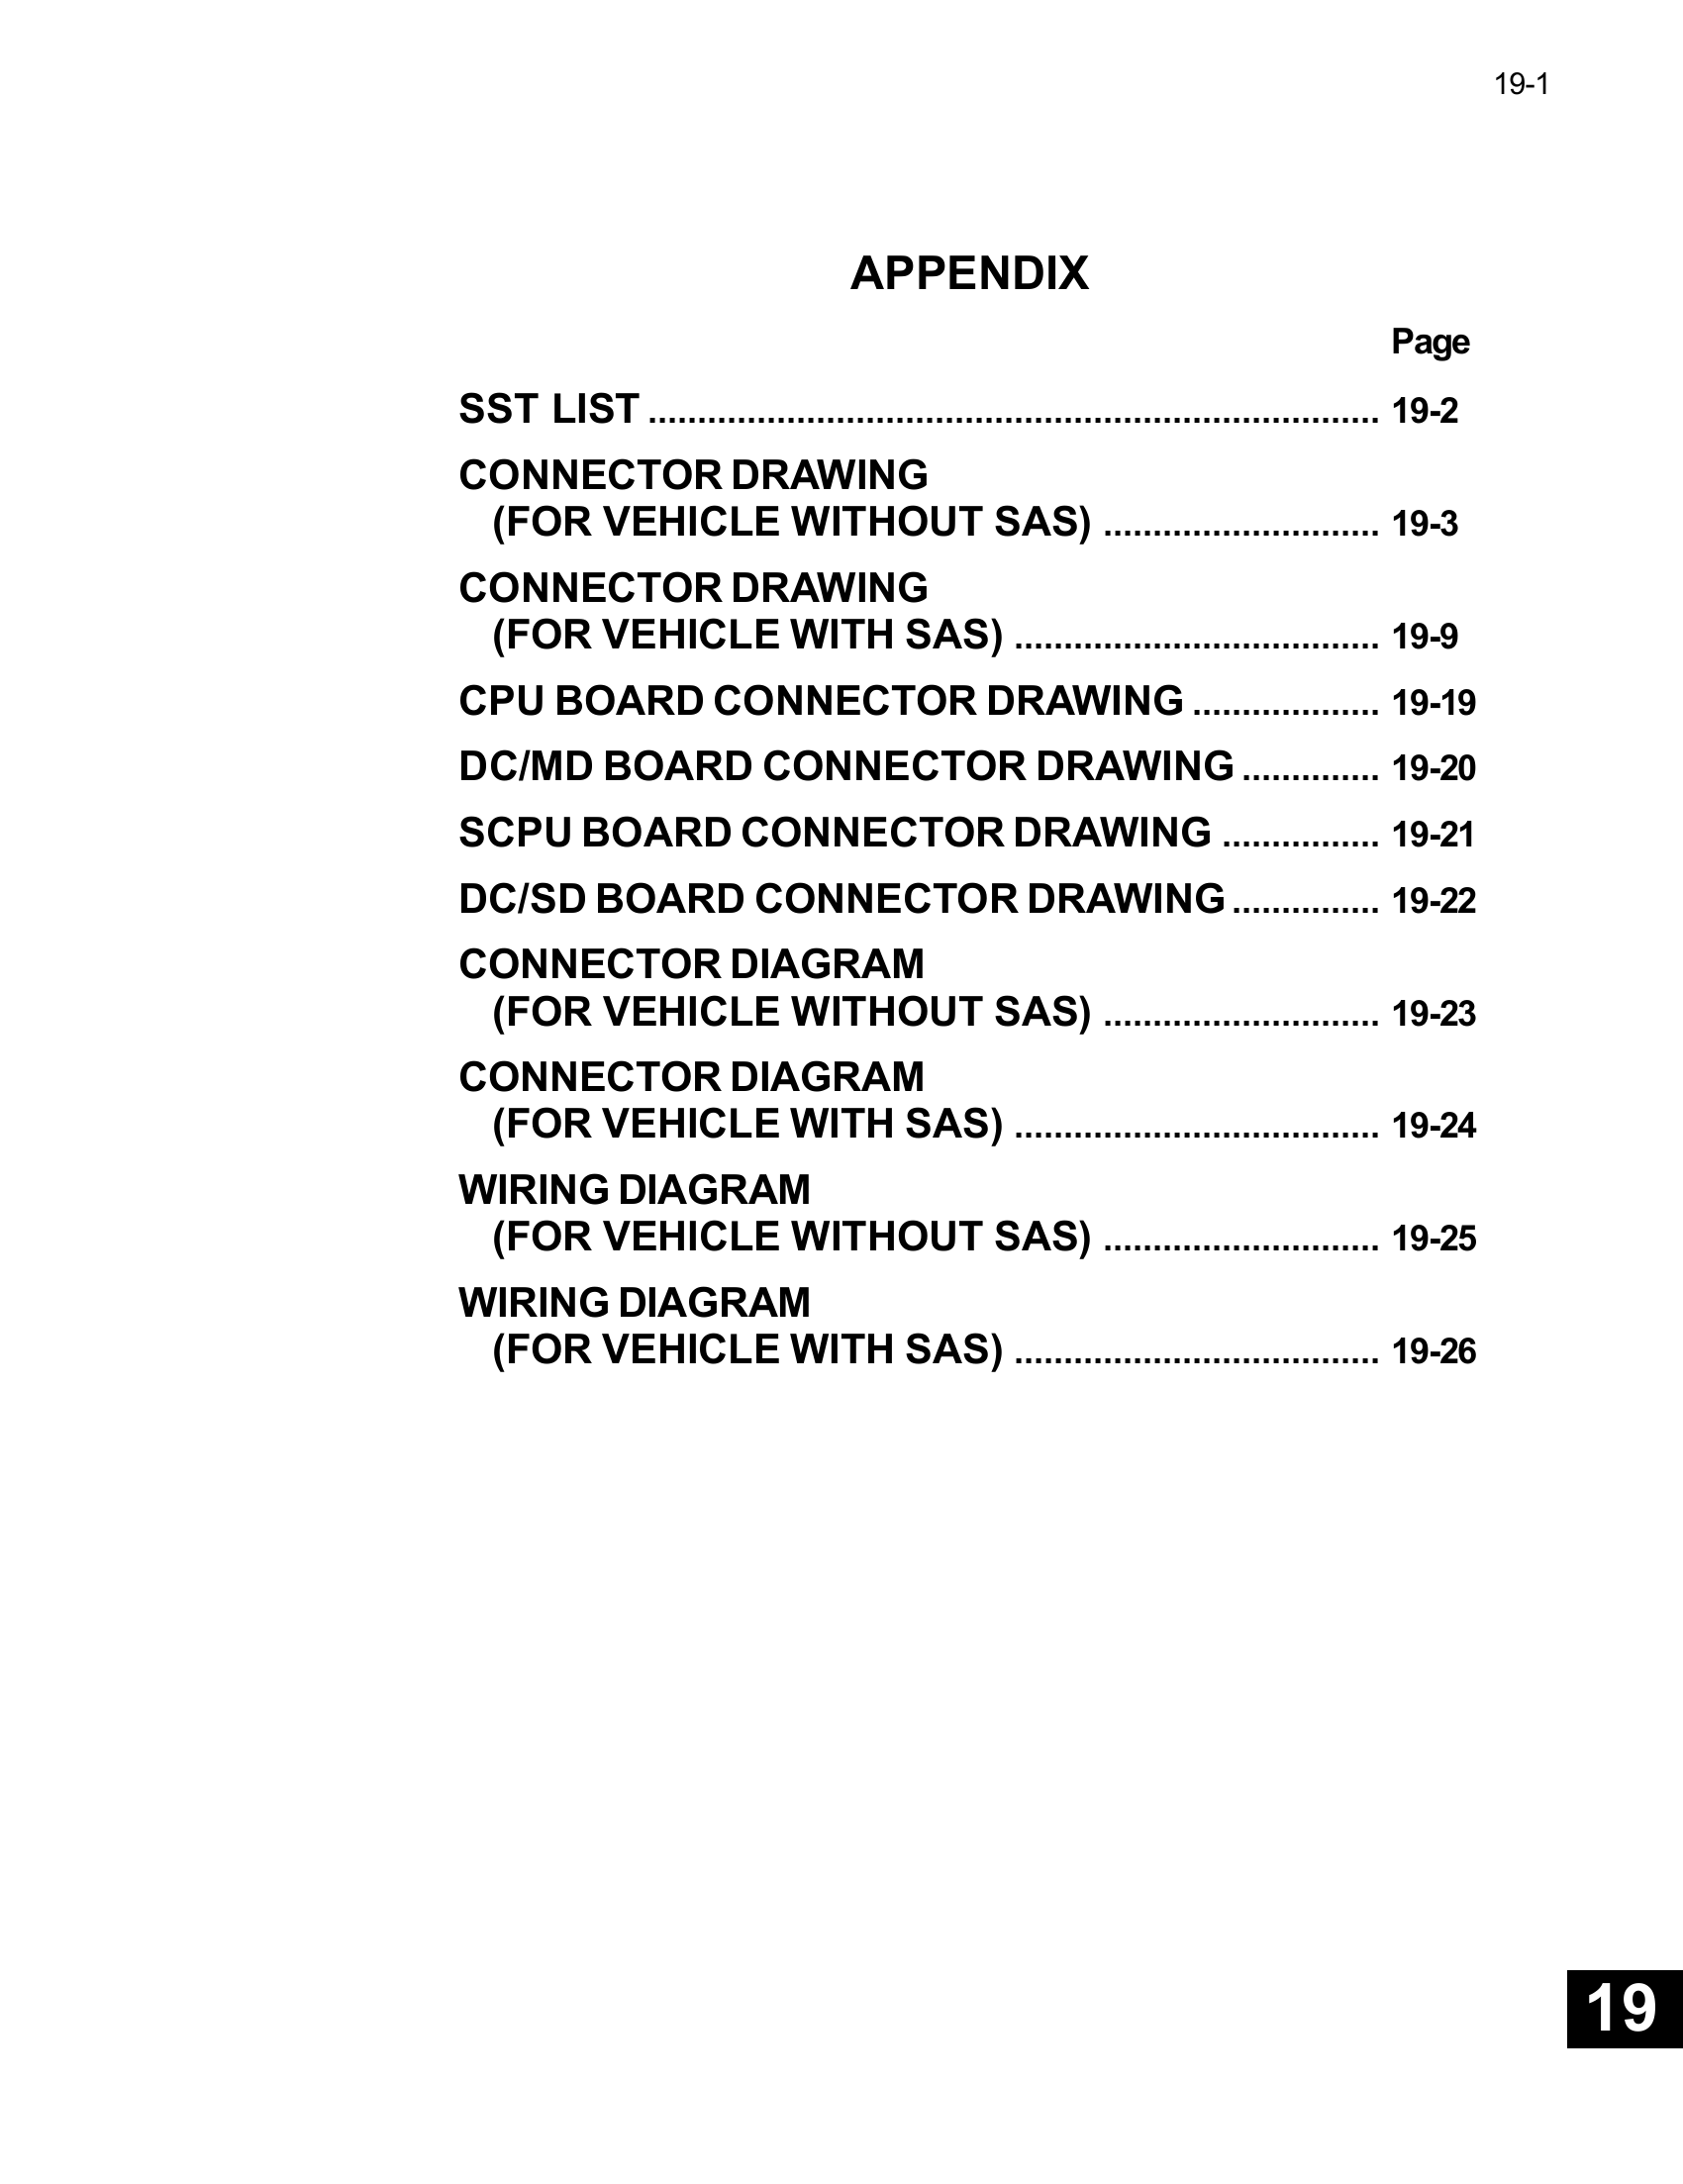 19-1
APPENDIX
Page
SST LIST .......................................................................... 19-2
CONNECTOR DRAWING
(FOR VEHICLE WITHOUT SAS) ............................ 19-3
CONNECTOR DRAWING
(FOR VEHICLE WITH SAS) ..................................... 19-9
CPU BOARD CONNECTOR DRAWING ................... 19-19
DC/MD BOARD CONNECTOR DRAWING .............. 19-20
SCPU BOARD CONNECTOR DRAWING ................ 19-21
DC/SD BOARD CONNECTOR DRAWING ............... 19-22
CONNECTOR DIAGRAM
(FOR VEHICLE WITHOUT SAS) ............................ 19-23
CONNECTOR DIAGRAM
(FOR VEHICLE WITH SAS) ..................................... 19-24
WIRING DIAGRAM
(FOR VEHICLE WITHOUT SAS) ............................ 19-25
WIRING DIAGRAM
(FOR VEHICLE WITH SAS) ..................................... 19-26
19